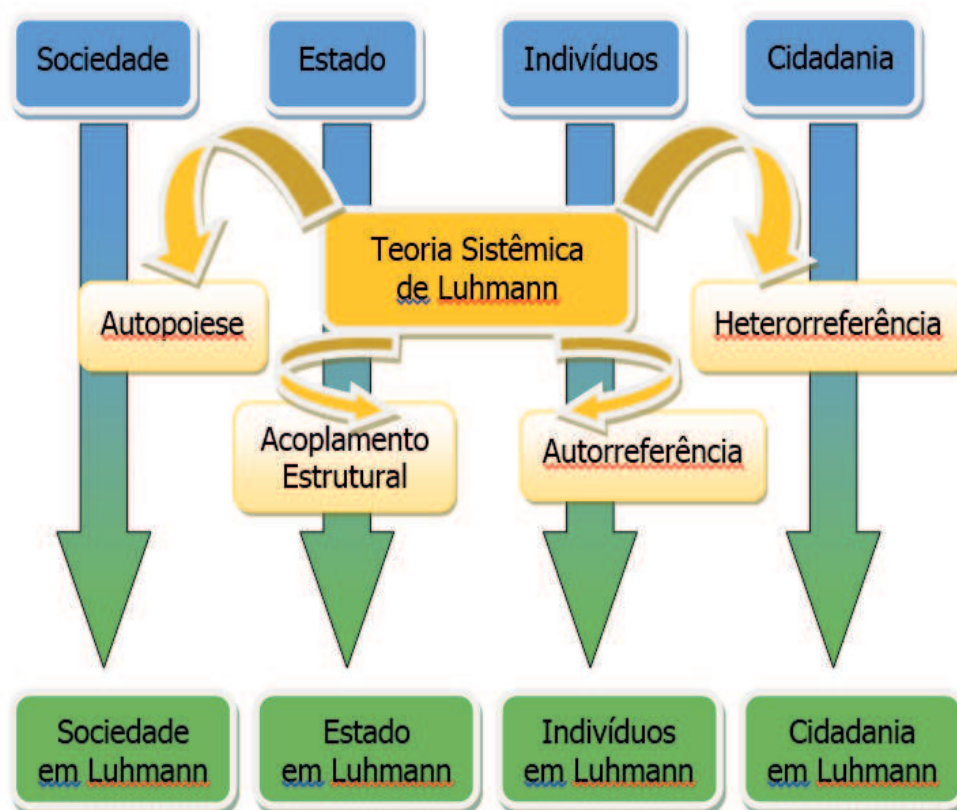 Sociedade
Estado
Indivíduos
Cidadania
Teoria Sistêmica
de Luhmann
Autopoiese
Heterorreferência
Acoplamento
Estrutural
Autorreferência
Sociedade
em Luhmann
Estado
em Luhmann
Indivíduos
em Luhmann
Cidadania
em Luhmann